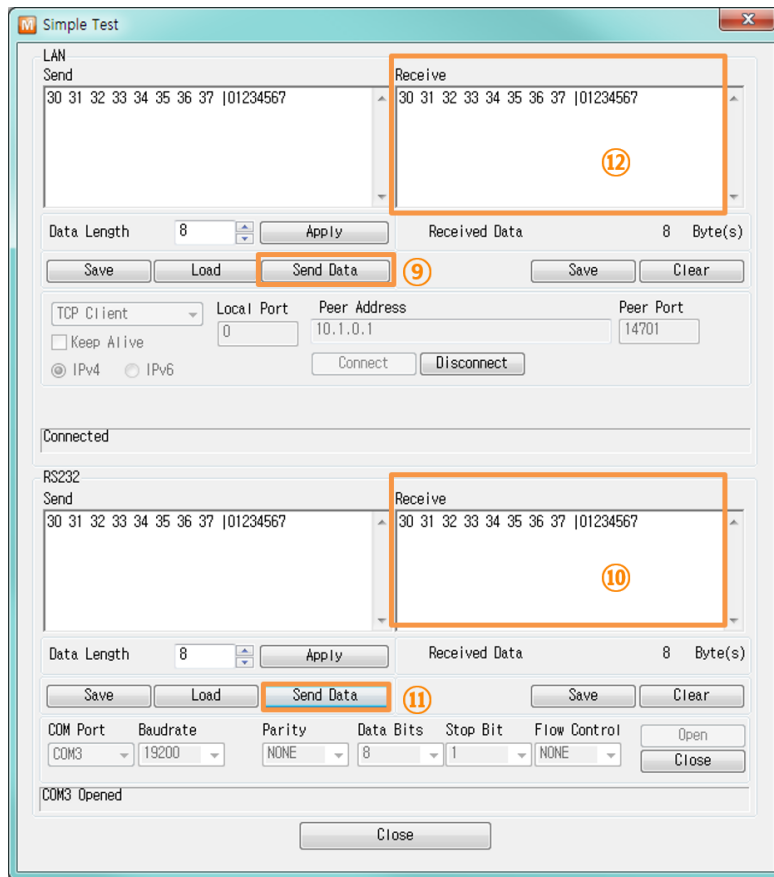 M Simple Test
LAN
Send Receive
30 31 32 33 34 35 36 37 |01234567 30 31 32 33 34 35 36 37 |01234567
⑫
Data Length 8 Apply Received Data 8 Byte(s)
Save Load Send Data ⑨ Save Clear
TCP Client Local Port Peer Address Peer Port
0 10.1.0.1 14701
Keep Alive
Connect Disconnect
IPv4 IPv6
Connected
RS232
Send Receive
30 31 32 33 34 35 36 37 |01234567 30 31 32 33 34 35 36 37 |01234567
⑩
Data Length 8 Apply Received Data 8 Byte(s)
Save Load Send Data ⑪ Save Clear
COM Port Baudrate Parity Data Bits Stop Bit Flow Control Open
COM3 19200 NONE 8 1 NONE Close
COM3 Opened
Close